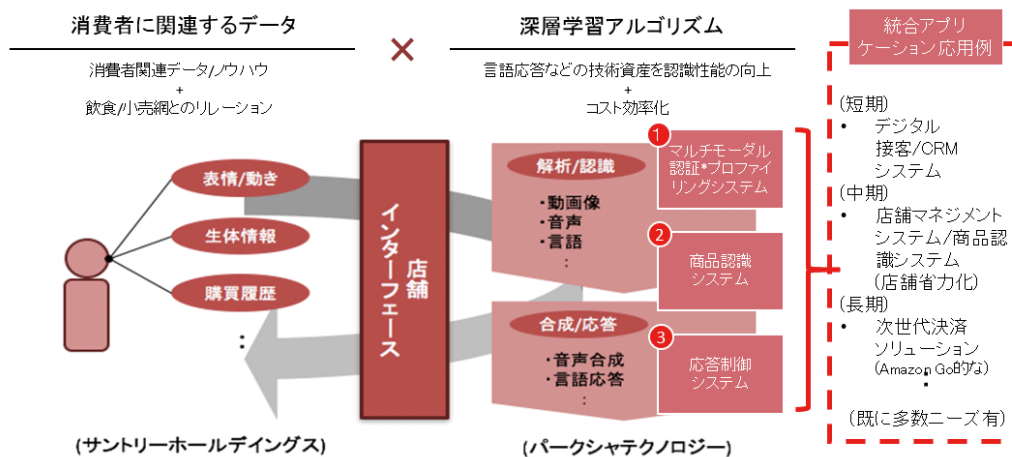 消費者に関連するデータ
×
深層学習アルゴリズム
消費者関連データ/ノウハウ
+
飲食/小売網とのリレーション
言語応答などの技術資産を認識性能の向上
+
コスト効率化
表情/動き
生体情報
購買履歴
:
店舗
インターフェース
解析/認識
・動画像
・音声
・言語
:
合成/応答
・音声合成
・言語応答
:
1
マルチモーダル
認証*プロファイ
リングシステム
2
商品認識
システム
3
応答制御
システム
(サントリーホールデイングス)
(パークシャテクノロジー)
統合アプリ
ケーション応用例
(短期)
• デジタル
接客/CRM
システム
(中期)
• 店舗マネジメント
システム/商品認
識システム
(店舗省力化)
(長期)
• 次世代決済
ソリューション
(Amazon Go的な)
:
(既に多数ニーズ有)